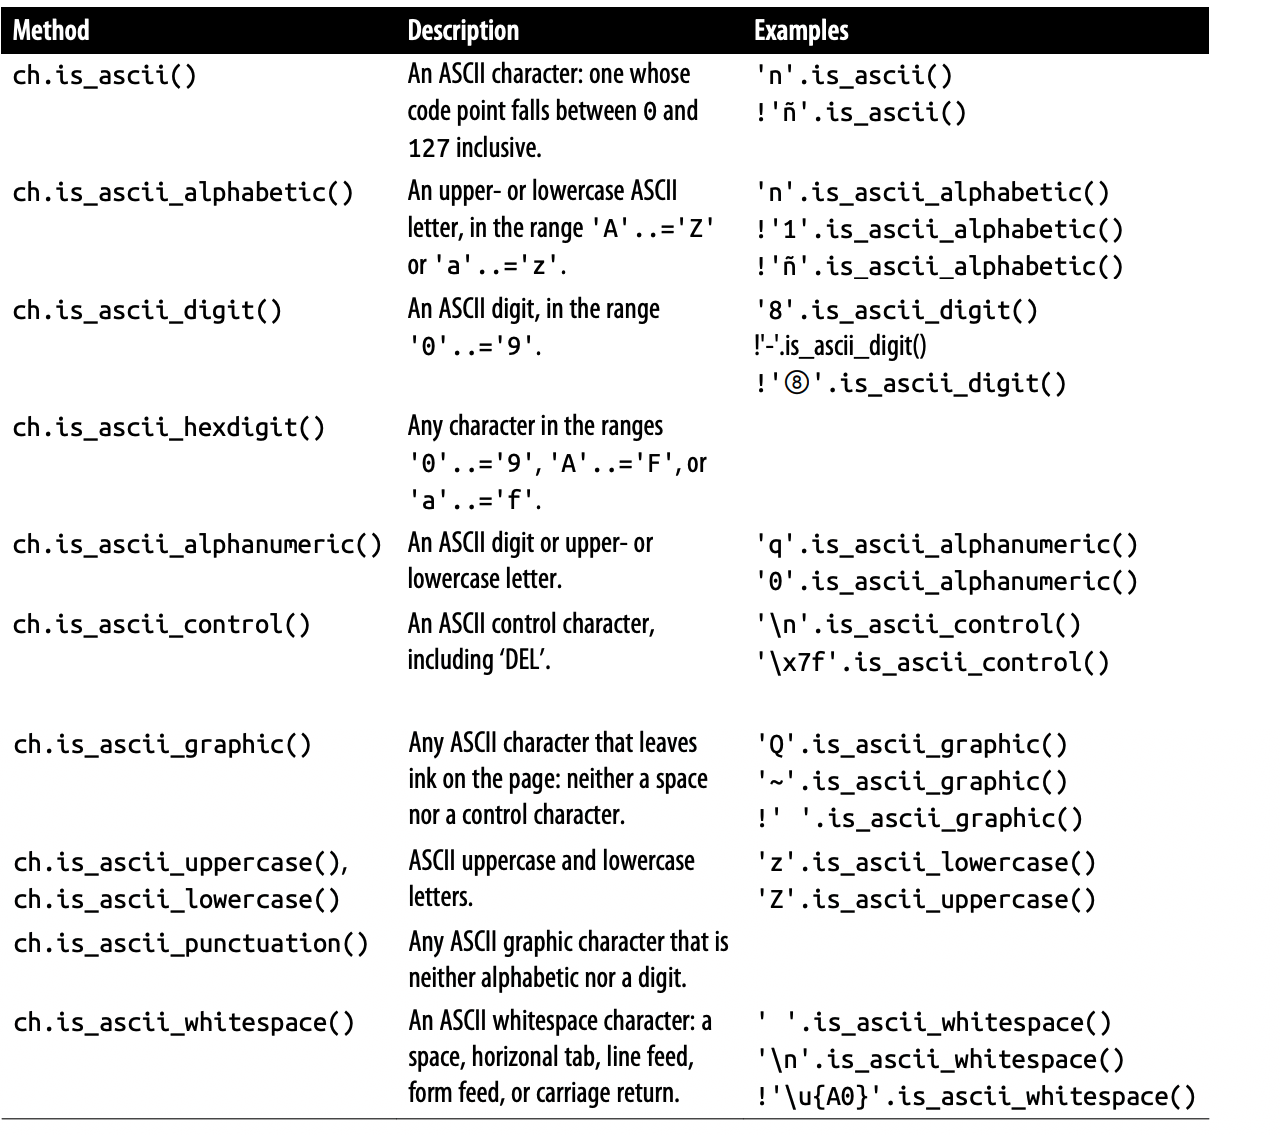 Method Description Examples
ch.is_ascii() An ASCII character: one whose 'n'.is_ascii()
code point falls between 0 and !'ñ'.is_ascii()
127 inclusive.
ch.is_ascii_alphabetic() An upper- or lowercase ASCII 'n'.is_ascii_alphabetic()
letter, in the range 'A'..='Z' !'1'.is_ascii_alphabetic()
or 'a'..='z'. !'ñ'.is_ascii_alphabetic()
ch.is_ascii_digit() An ASCII digit, in the range '8'.is_ascii_digit()
'0'..='9'. !'-'.is_ascii_digit()
!'⑧'.is_ascii_digit()
ch.is_ascii_hexdigit() Any character in the ranges
'0'..='9', 'A'..='F', or
'a'..='f'.
ch.is_ascii_alphanumeric() An ASCII digit or upper- or 'q'.is_ascii_alphanumeric()
lowercase letter. '0'.is_ascii_alphanumeric()
ch.is_ascii_control() An ASCII control character, '\n'.is_ascii_control()
including ‘DEL’. '\x7f'.is_ascii_control()
ch.is_ascii_graphic() Any ASCII character that leaves 'Q'.is_ascii_graphic()
ink on the page: neither a space '~'.is_ascii_graphic()
nor a control character. !' '.is_ascii_graphic()
ch.is_ascii_uppercase(), ASCII uppercase and lowercase 'z'.is_ascii_lowercase()
ch.is_ascii_lowercase() letters. 'Z'.is_ascii_uppercase()
ch.is_ascii_punctuation() Any ASCII graphic character that is
neither alphabetic nor a digit.
ch.is_ascii_whitespace() An ASCII whitespace character: a ' '.is_ascii_whitespace()
space, horizonal tab, line feed, '\n'.is_ascii_whitespace()
form feed, or carriage return. !'\u{A0}'.is_ascii_whitespace()